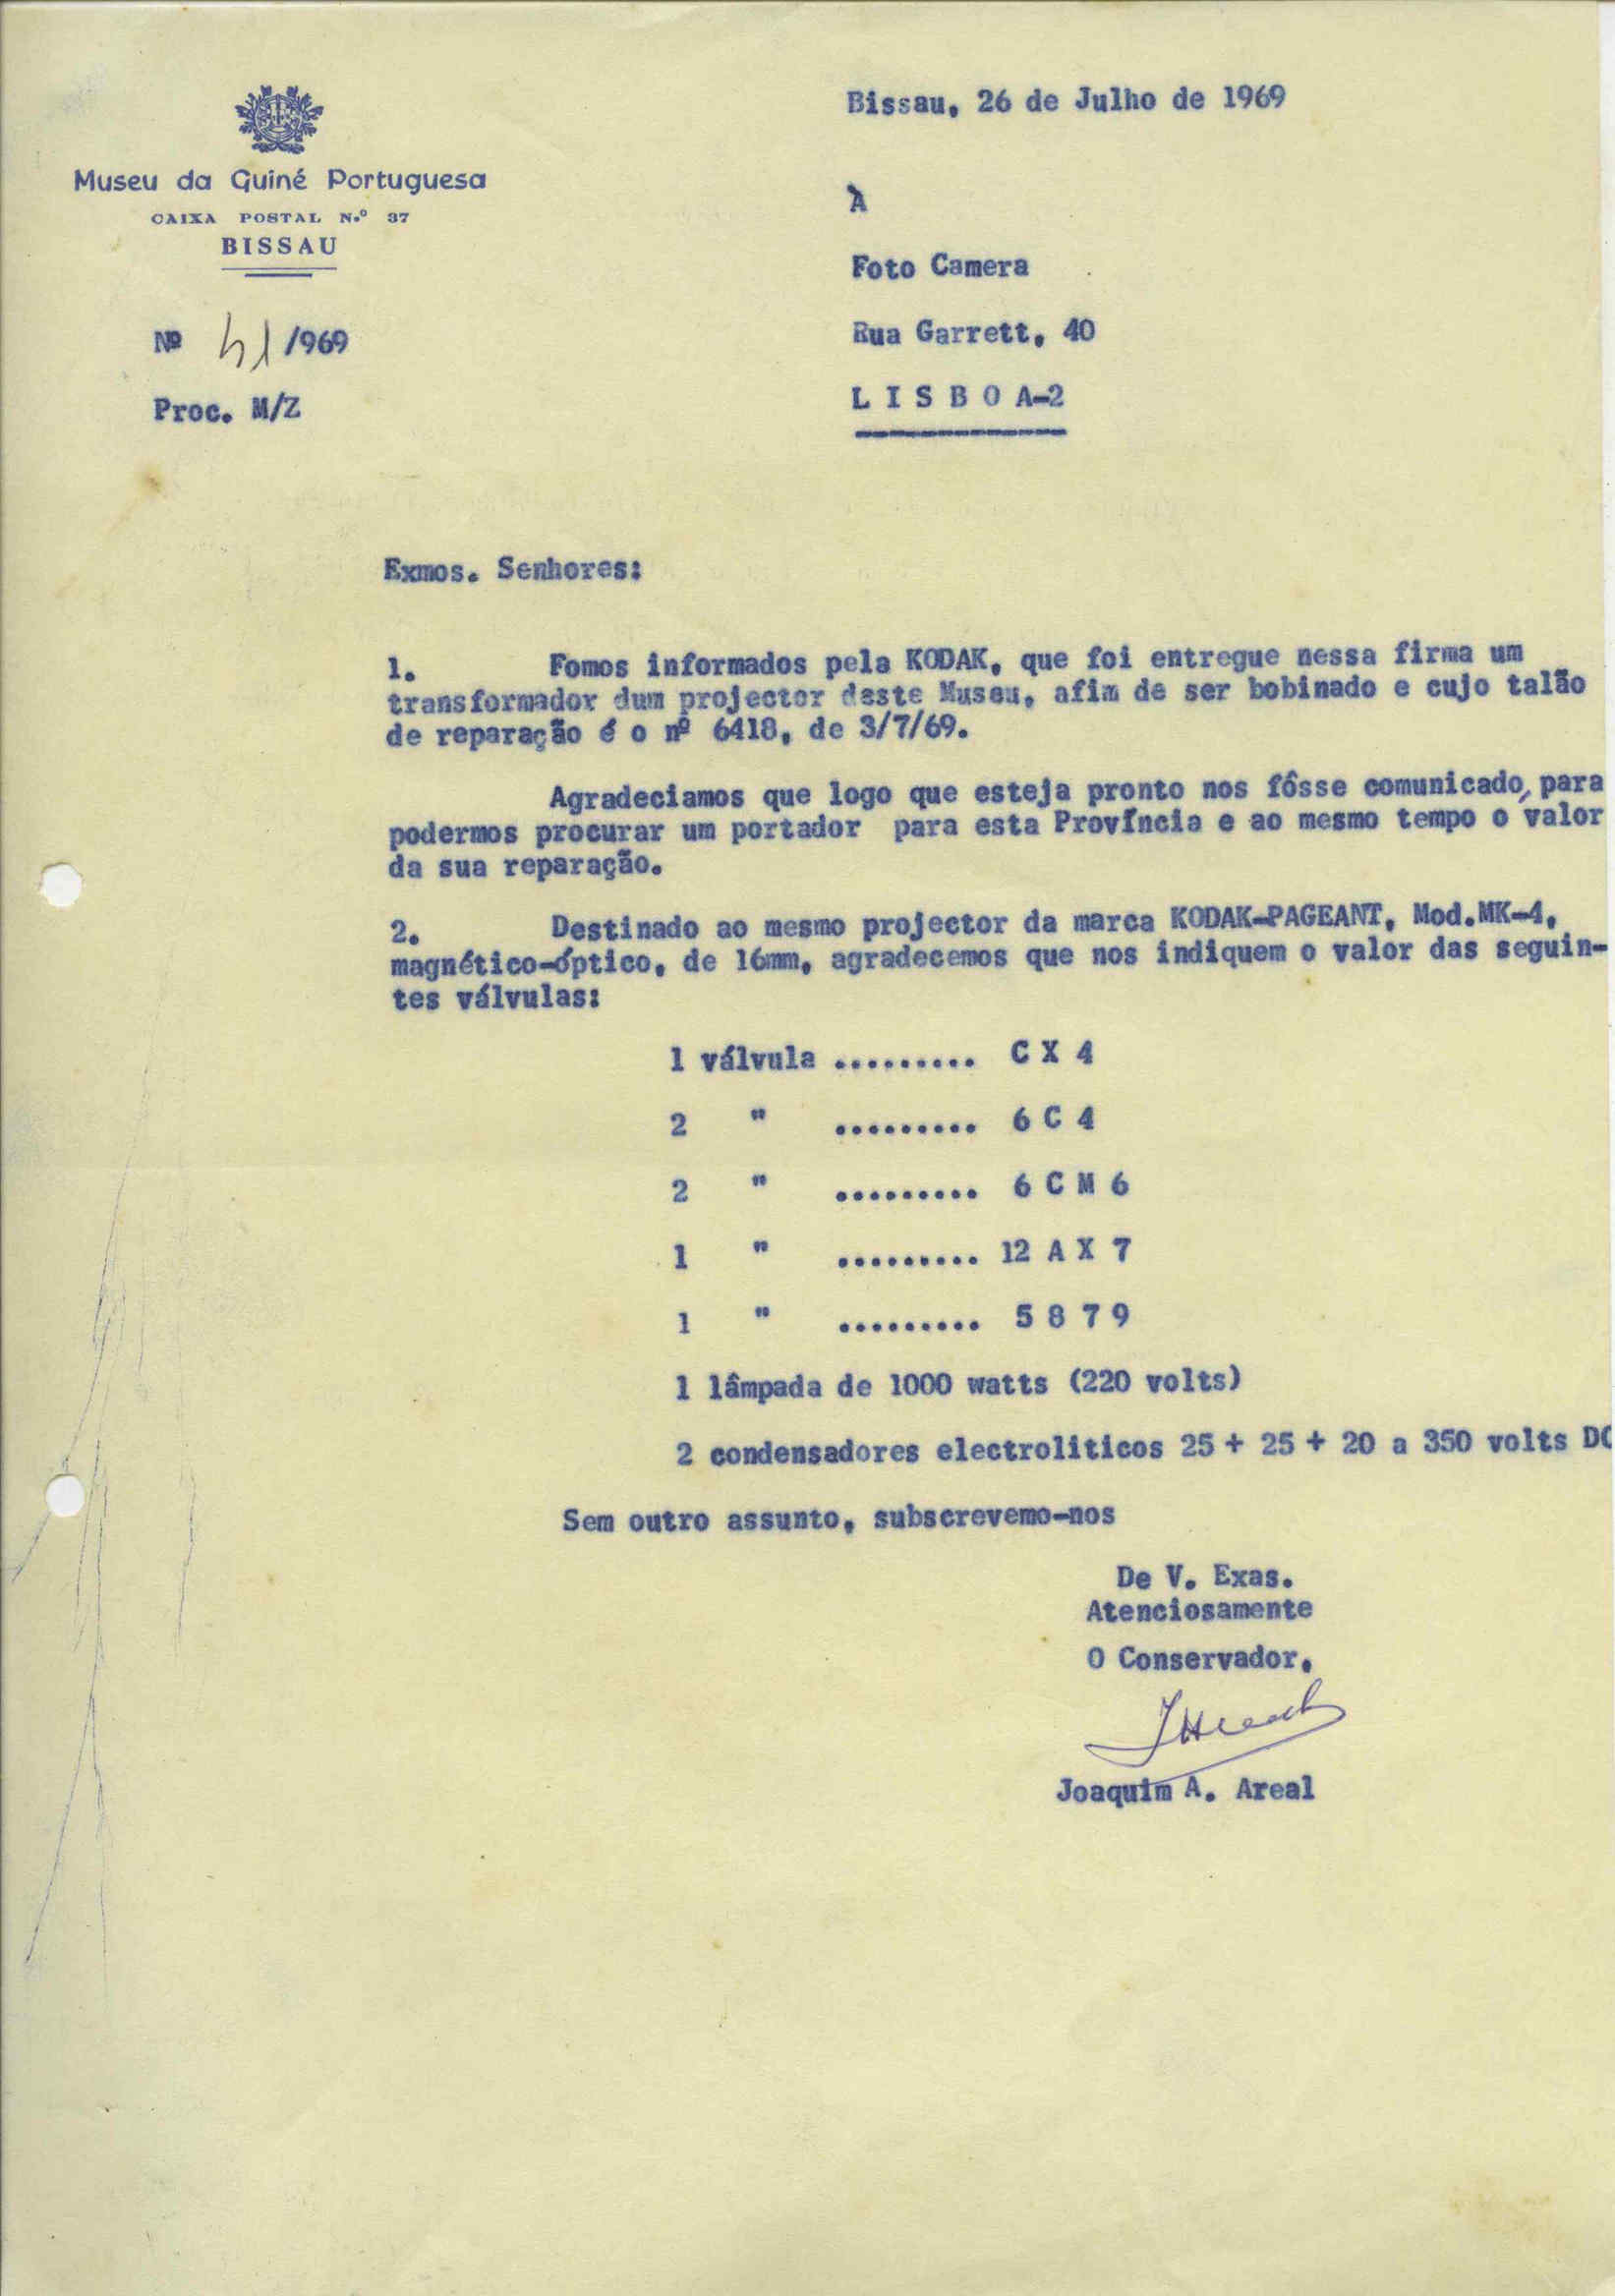 Museu da Guiné Portuguesa
CAIXA POSTAL N.º 37
BISSAU
Nº /969
Proc. M/Z
Bissau, 26 de Julho de 1969
À
Foto Camera
Rua Garrett, 40
L I S B O A-2
Exmos. Senhores:
1. Fomos informados pela KODAK, que foi entregue nessa firma um
transformador dum projector deste Museu, afim de ser bobinado e cujo talão
de reparação é o nº 6418, de 3/7/69.
Agradeciamos que logo que esteja pronto nos fôsse comunicado, para
podermos procurar um portador para esta Província e ao mesmo tempo o valor
da sua reparação.
2. Destinado ao mesmo projector da marca KODAK-PAGEANT, Mod.MK-4,
magnético-óptico, de 16mm, agradecemos que nos indiquem o valor das seguin-
tes válvulas:
1 válvula ......... C X 4
2 " ......... 6 C 4
2 " ......... 6 C M 6
1 " ......... 12 A X 7
1 " ......... 5 8 7 9
1 lâmpada de 1000 watts (220 volts)
2 condensadores electroliticos 25 + 25 + 20 a 350 volts DC
Sem outro assunto, subscrevemo-nos
De V. Exas.
Atenciosamente
O Conservador,
Joaquim A. Areal